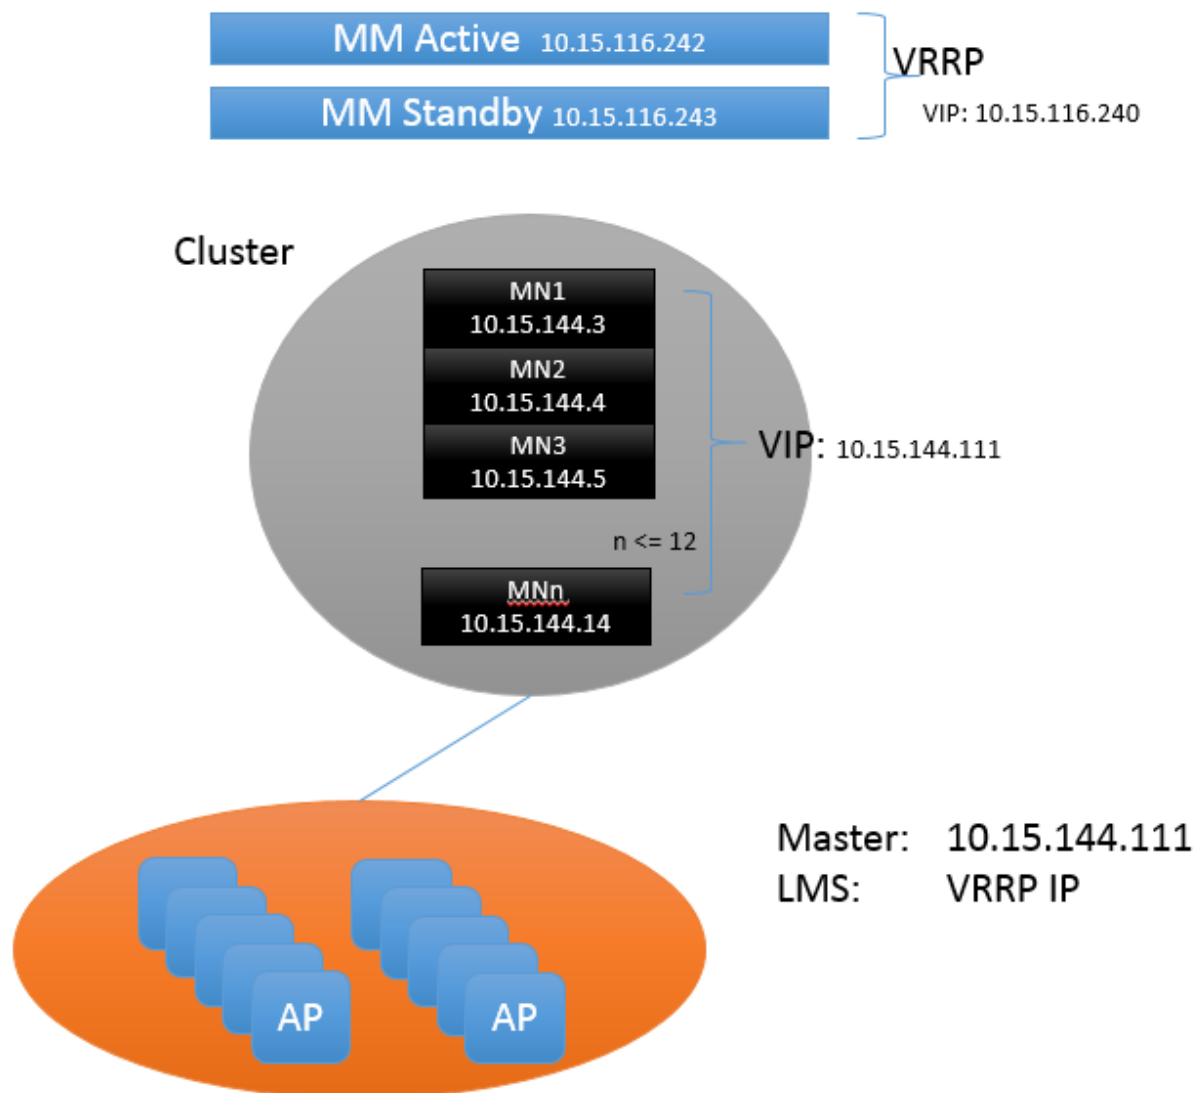 MM Active 10.15.116.242
VRRP
MM Standby 10.15.116.243
VIP: 10.15.116.240
Cluster
MN1
10.15.144.3
MN2
10.15.144.4
MN3
10.15.144.5
VIP: 10.15.144.111
n <= 12
MNn
10.15.144.14
Master: 10.15.144.111
LMS: VRRP IP
AP AP